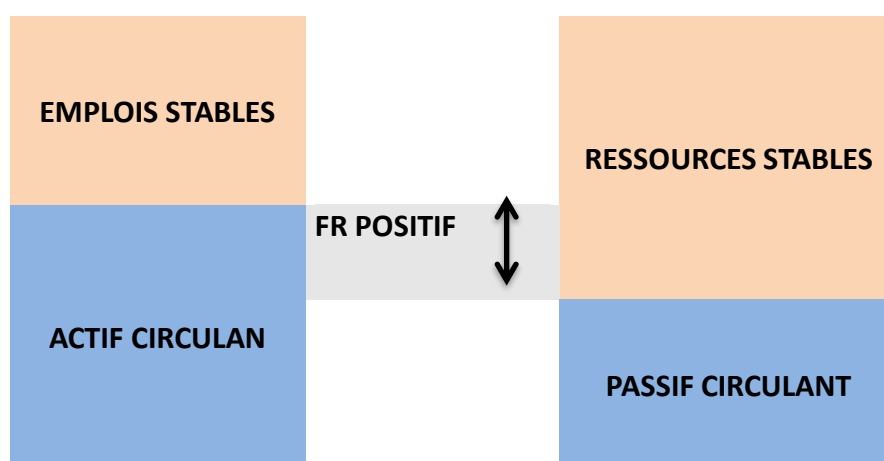 EMPLOIS STABLES
RESSOURCES STABLES
FR POSITIF
ACTIF CIRCULAN
PASSIF CIRCULANT